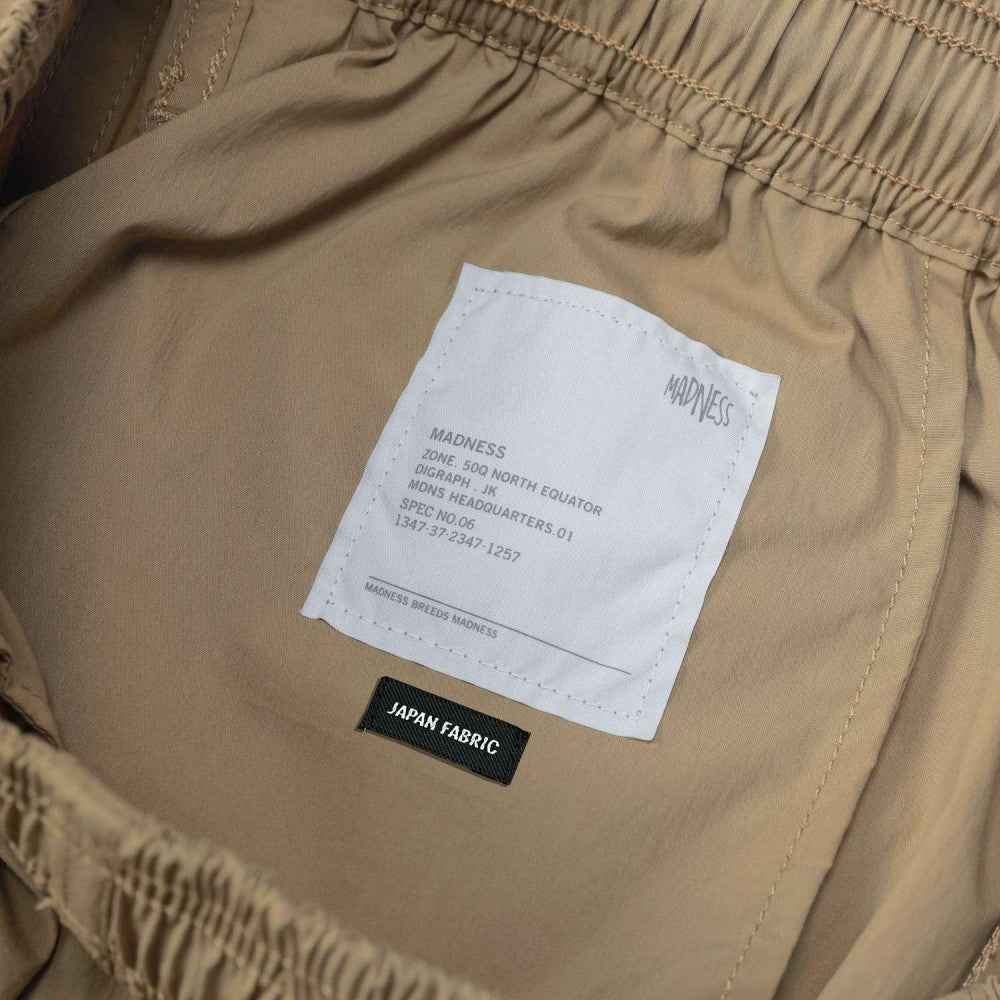 MADNESS
MADNESS
ZONE. 50Q NORTH EQUATOR
DIGRAPH . JK
MDNS HEADQUARTERS.01
SPEC NO.06
1347-37-2347-1257
MADNESS BREEDS MADNESS
JAPAN FABRIC